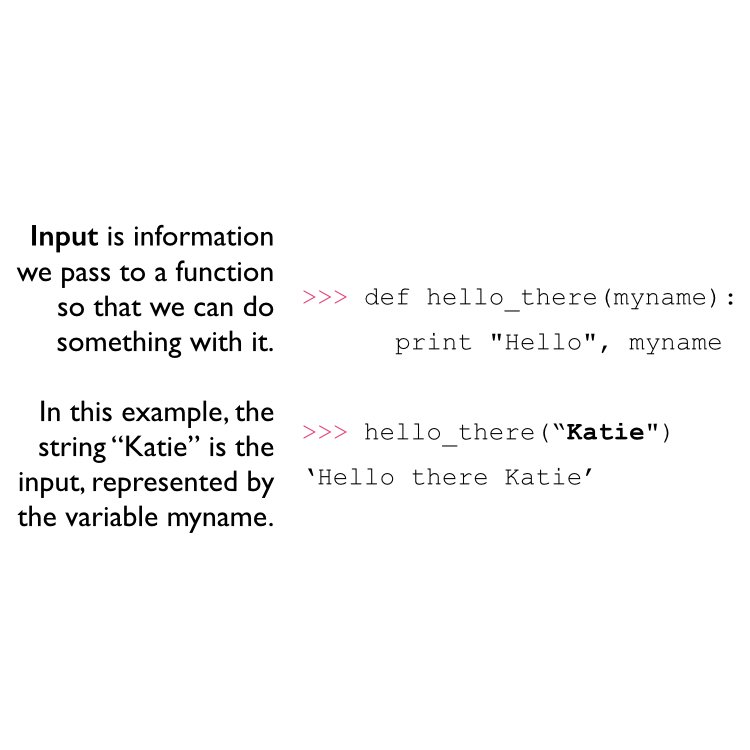 Input is information
we pass to a function
so that we can do
something with it.
In this example, the
string “Katie” is the
input, represented by
the variable myname.
>>> def hello_there(myname):
print "Hello", myname
>>> hello_there(“Katie")
‘Hello there Katie’